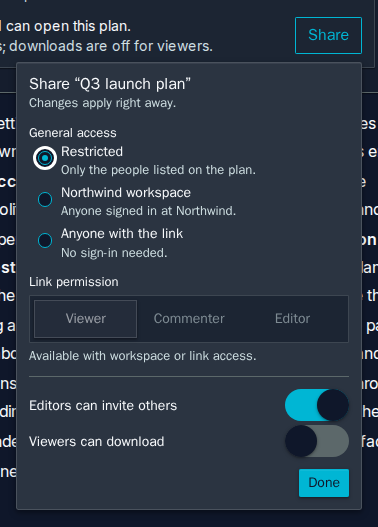 can open this plan.
downloads are off for viewers.
Share
Share “Q3 launch plan”
Changes apply right away.
General access
Restricted
Only the people listed on the plan.
Northwind workspace
Anyone signed in at Northwind.
Anyone with the link
No sign-in needed.
Link permission
Viewer
Commenter
Editor
Available with workspace or link access.
Editors can invite others
Viewers can download
Done